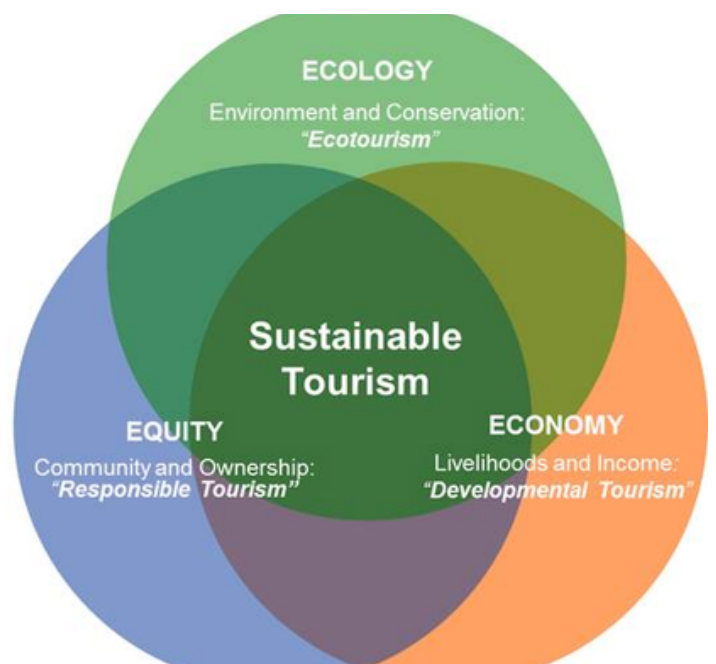 ECOLOGY
Environment and Conservation:
"Ecotourism"
Sustainable
Tourism
EQUITY
Community and Ownership:
"Responsible Tourism"
ECONOMY
Livelihoods and Income:
"Developmental Tourism"